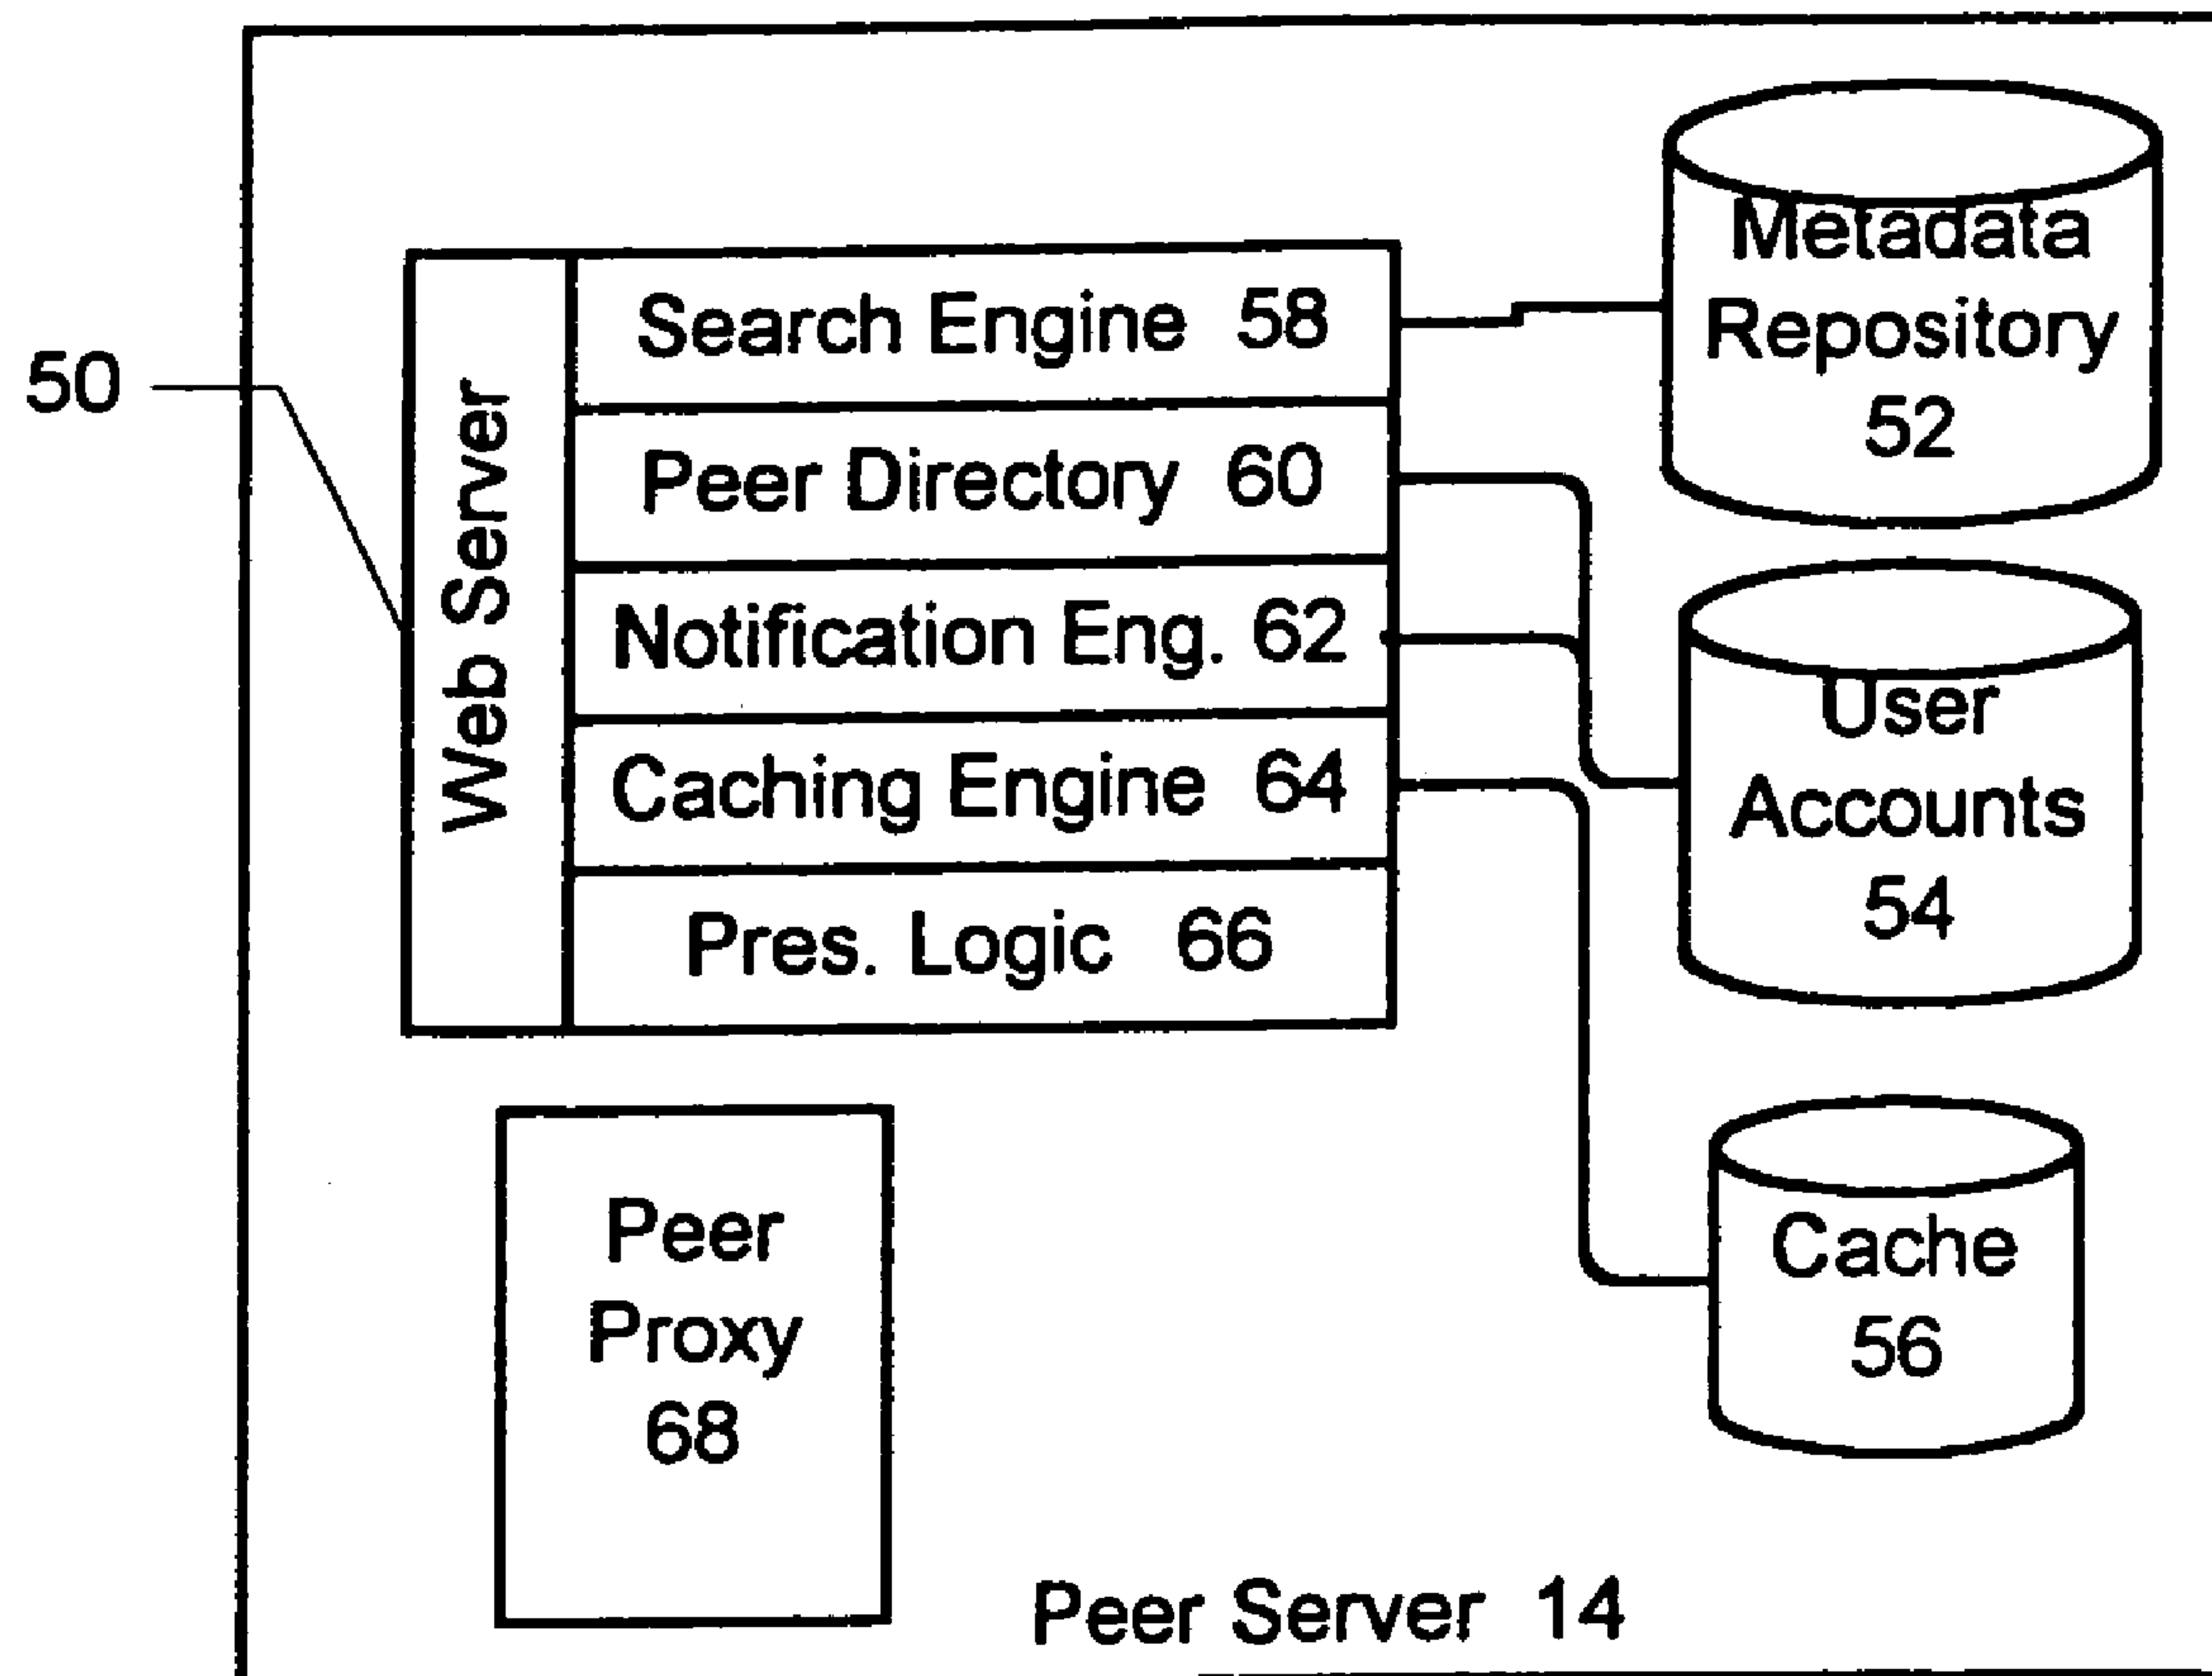 50
Web Server
Search Engine 58
Peer Directory 60
Notification Eng. 62
Caching Engine 64
Pres. Logic 66
Metadata
Repository
52
User
Accounts
54
Cache
56
Peer
Proxy
68
Peer Server 14